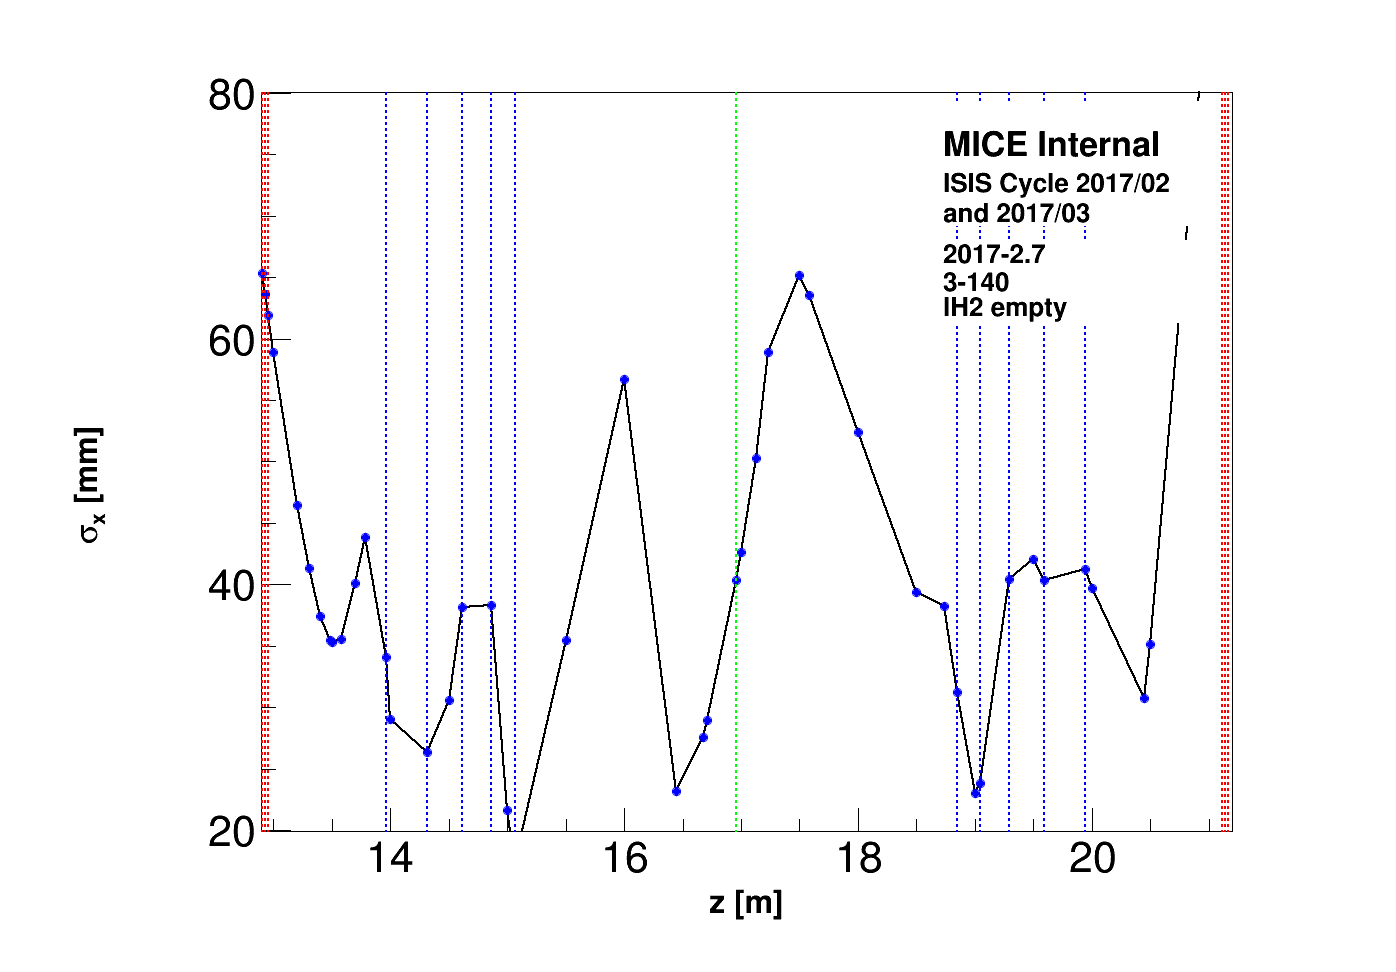 80
60
40
20
σx [mm]
MICE Internal
ISIS Cycle 2017/02
and 2017/03
2017-2.7
3-140
lH2 empty
14 16 18 20
z [m]